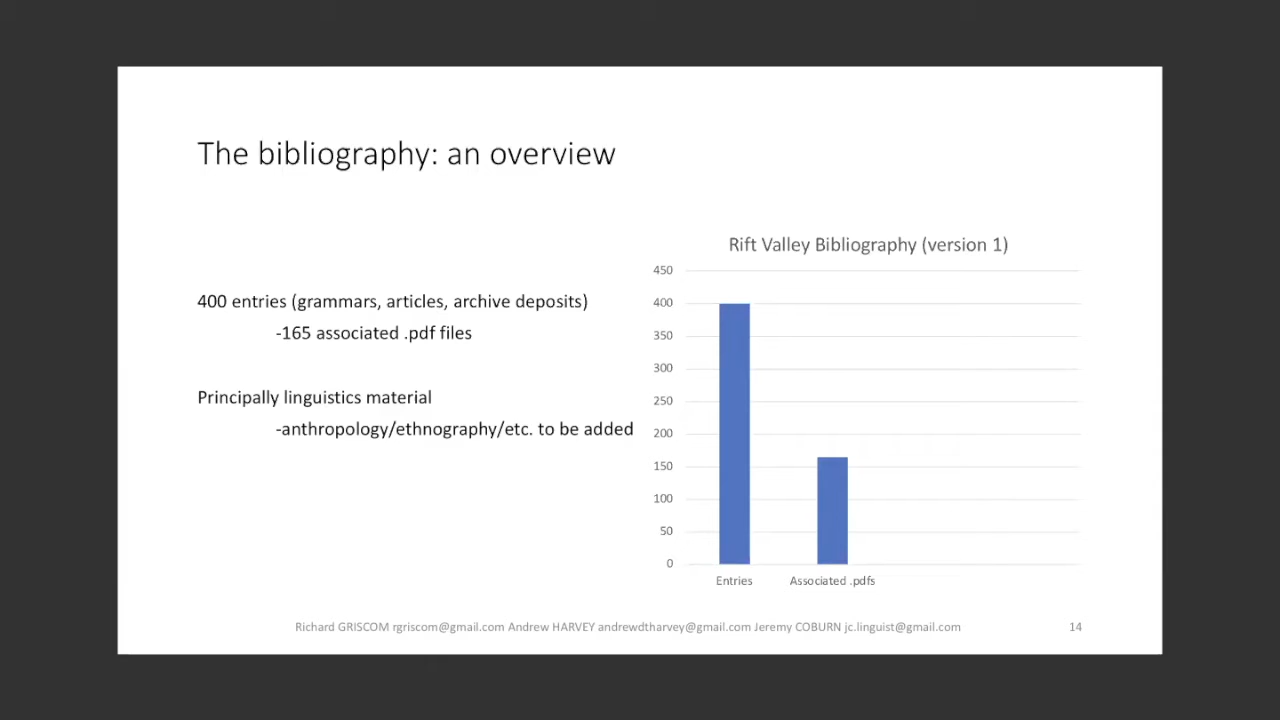 The bibliography: an overview
400 entries (grammars, articles, archive deposits)
-165 associated .pdf files
Principally linguistics material
-anthropology/ethnography/etc. to be added
Rift Valley Bibliography (version 1)
450
400
350
300
250
200
150
100
50
0
Entries
Associated .pdfs
Richard GRISCOM rgriscom@gmail.com Andrew HARVEY andrewdtharvey@gmail.com Jeremy COBURN jc.linguist@gmail.com
14